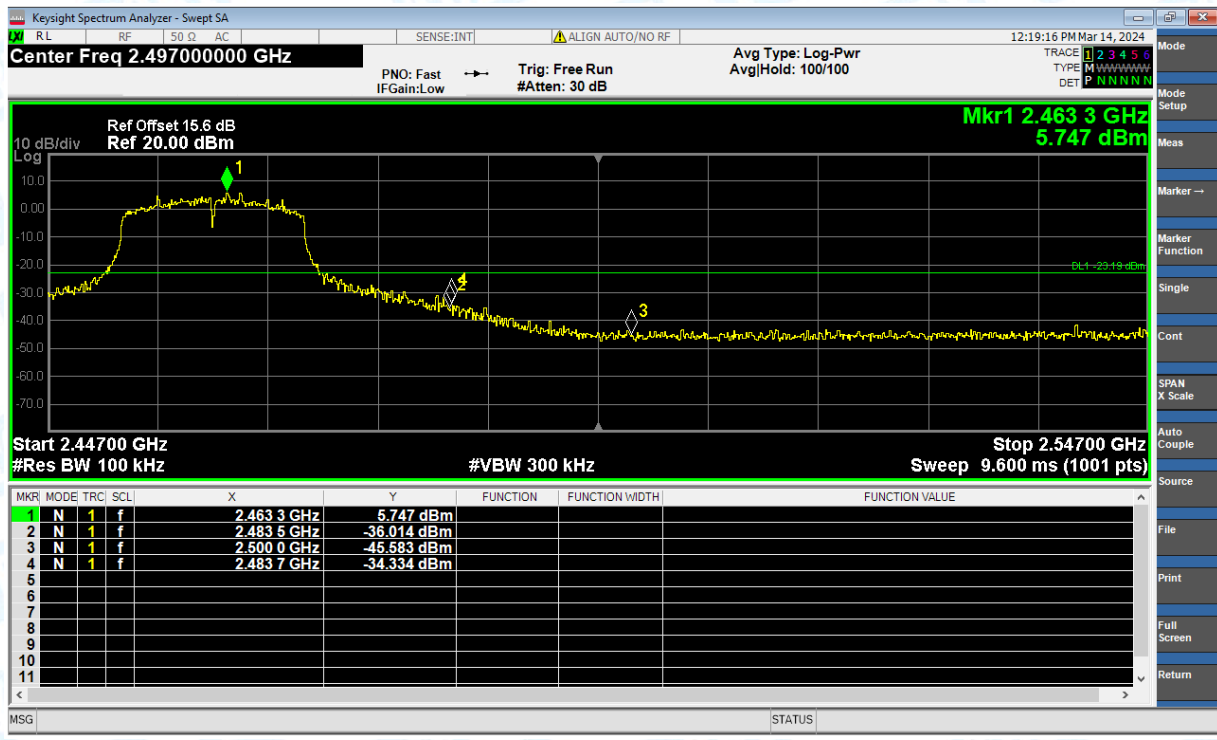 Keysight Spectrum Analyzer - Swept SA
LXI RL RF 50 Ω AC SENSE:INT ALIGN AUTO/NO RF 12:19:16 PM Mar 14, 2024
Center Freq 2.497000000 GHz
PNO: Fast
IFGain:Low
Trig: Free Run
#Atten: 30 dB
Avg Type: Log-Pwr
Avg|Hold: 100/100
TRACE 1 2 3 4 5 6
TYPE M WWWWW
DET P N N N N N
Mkr1 2.463 3 GHz
5.747 dBm
Ref Offset 15.6 dB
10 dB/div Ref 20.00 dBm
Log
1
10.0
0.00
-10.0
-20.0
DL1 -23.19 dBm
4
2
-30.0
3
-40.0
-50.0
-60.0
-70.0
Start 2.44700 GHz Stop 2.54700 GHz
#Res BW 100 kHz #VBW 300 kHz Sweep 9.600 ms (1001 pts)
MKR MODE TRC SCL X Y FUNCTION FUNCTION WIDTH FUNCTION VALUE
1 N 1 f 2.463 3 GHz 5.747 dBm
2 N 1 f 2.483 5 GHz -36.014 dBm
3 N 1 f 2.500 0 GHz -45.583 dBm
4 N 1 f 2.483 7 GHz -34.334 dBm
5
6
7
8
9
10
11
MSG STATUS
Mode
Mode
Setup
Meas
Marker →
Marker
Function
Single
Cont
SPAN
X Scale
Auto
Couple
Source
File
Print
Full
Screen
Return